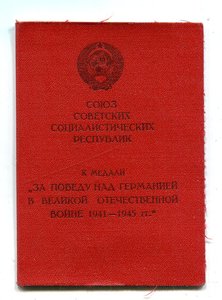 СОЮЗ
СОВЕТСКИХ
СОЦИАЛИСТИЧЕСКИХ
РЕСПУБЛИК
К МЕДАЛИ
„ЗА ПОБЕДУ НАД ГЕРМАНИЕЙ
В ВЕЛИКОЙ ОТЕЧЕСТВЕННОЙ
ВОЙНЕ 1941—1945 гг.“